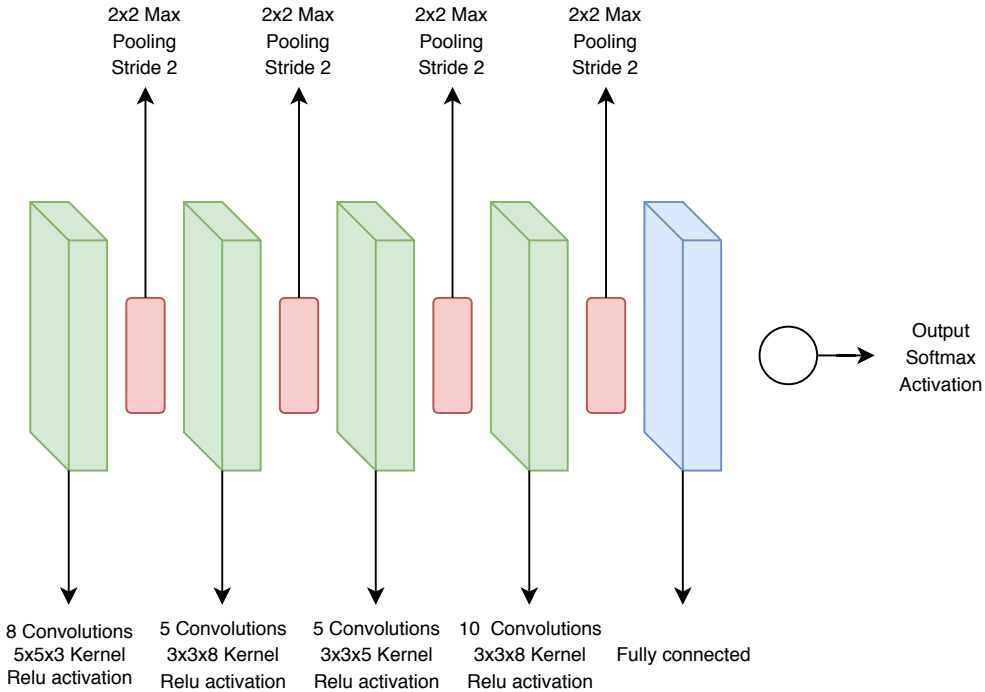 2x2 Max
Pooling
Stride 2
2x2 Max
Pooling
Stride 2
2x2 Max
Pooling
Stride 2
2x2 Max
Pooling
Stride 2
Output
Softmax
Activation
8 Convolutions
5x5x3 Kernel
Relu activation
5 Convolutions
3x3x8 Kernel
Relu activation
5 Convolutions
3x3x5 Kernel
Relu activation
10 Convolutions
3x3x8 Kernel
Relu activation
Fully connected